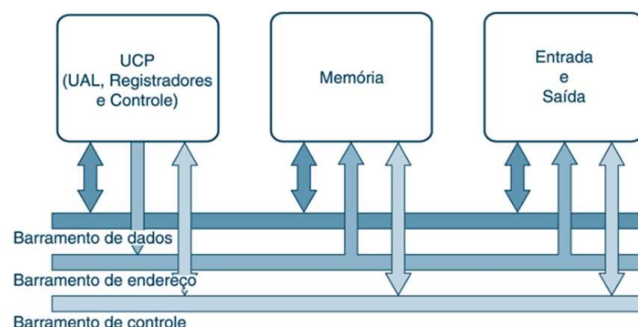 UCP
(UAL, Registradores
e Controle)
Memória
Entrada
e
Saída
Barramento de dados
Barramento de endereço
Barramento de controle